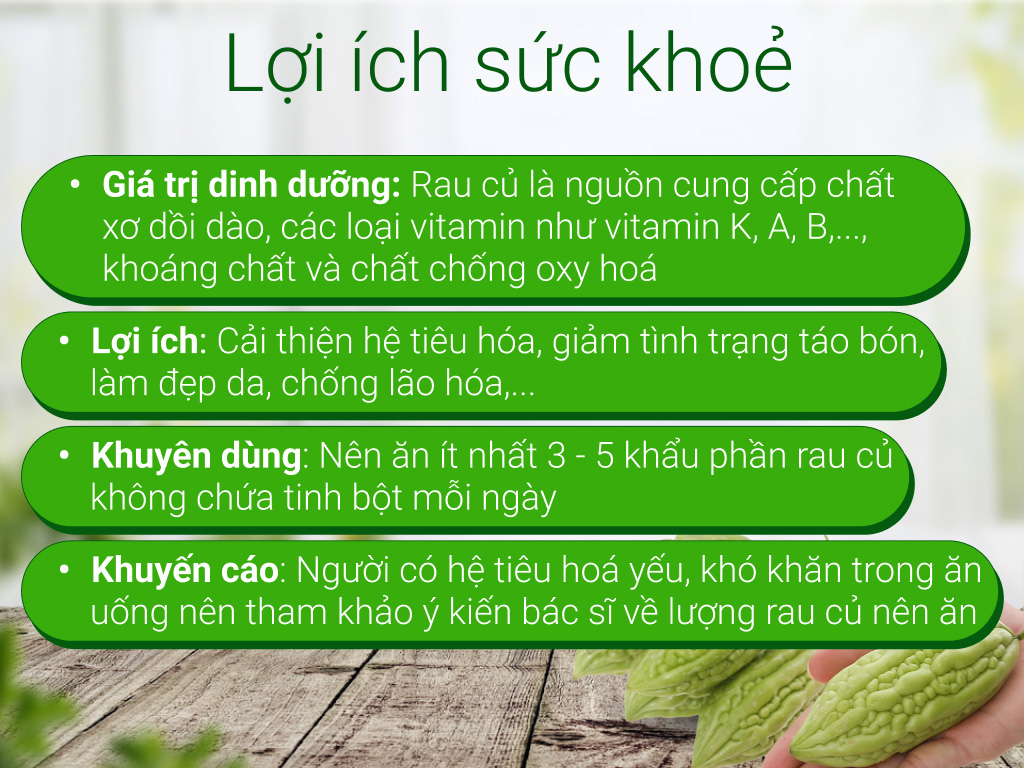 Lợi ích sức khoẻ
• Giá trị dinh dưỡng: Rau củ là nguồn cung cấp chất
xơ dồi dào, các loại vitamin như vitamin K, A, B,...,
khoáng chất và chất chống oxy hoá
• Lợi ích: Cải thiện hệ tiêu hóa, giảm tình trạng táo bón,
làm đẹp da, chống lão hóa,...
• Khuyên dùng: Nên ăn ít nhất 3 - 5 khẩu phần rau củ
không chứa tinh bột mỗi ngày
• Khuyến cáo: Người có hệ tiêu hoá yếu, khó khăn trong ăn
uống nên tham khảo ý kiến bác sĩ về lượng rau củ nên ăn